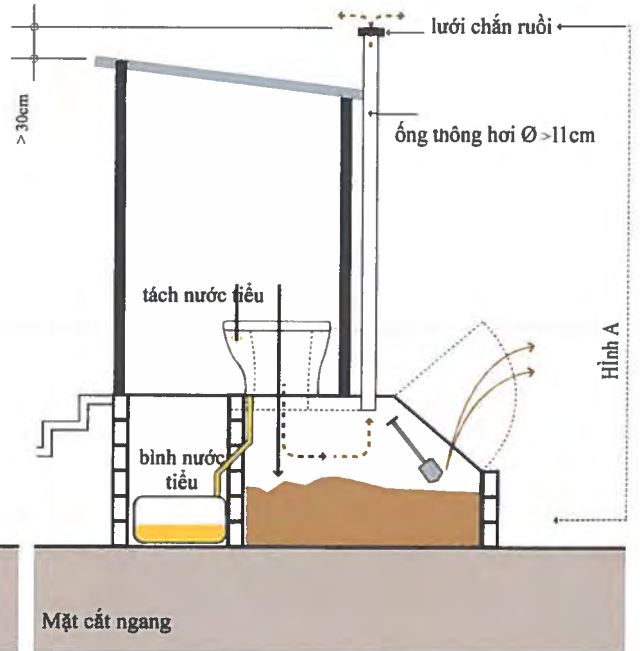 lưới chắn ruồi
> 30cm
ống thông hơi Ø >11cm
tách nước tiểu
Hình A
bình nước
tiểu
Mặt cắt ngang